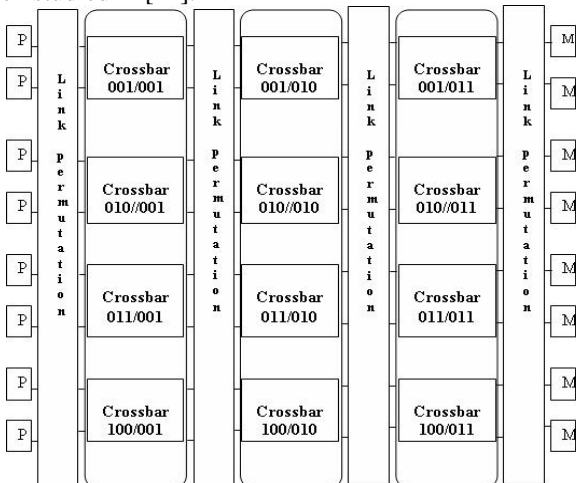 P
P
P
P
P
P
P
P
Link permutation
Crossbar
001/001
Crossbar
010//001
Crossbar
011/001
Crossbar
100/001
Link permutation
Crossbar
001/010
Crossbar
010//010
Crossbar
011/010
Crossbar
100/010
Link permutation
Crossbar
001/011
Crossbar
010//011
Crossbar
011/011
Crossbar
100/011
Link permutation
M
M
M
M
M
M
M
M